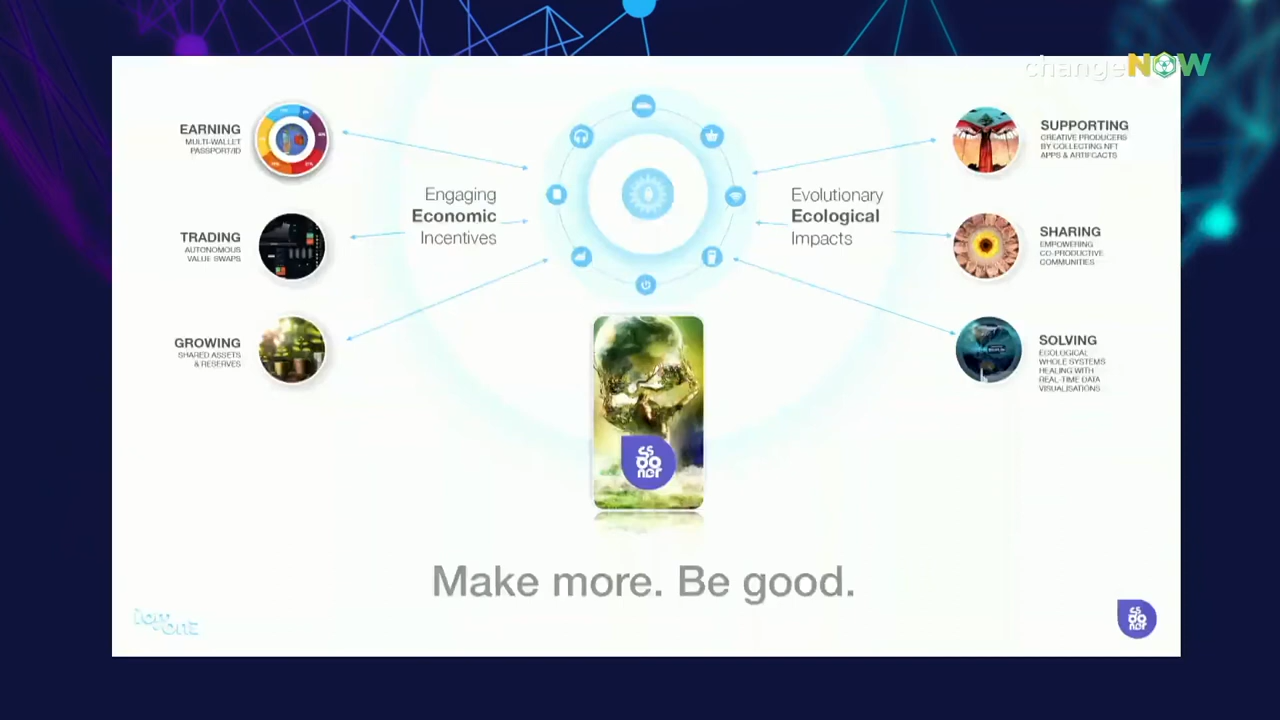 changeNOW
EARNING
MULTI-WALLET
PASSPORT/ID
TRADING
AUTONOMOUS
VALUE SWAPS
GROWING
SHARED ASSETS
& RESERVES
Engaging
Economic
Incentives
Evolutionary
Ecological
Impacts
SUPPORTING
CREATIVE PRODUCERS
BY COLLECTING NFT
APPS & ARTIFCACTS
SHARING
EMPOWERING
CO-PRODUCTIVE
COMMUNITIES
SOLVING
ECOLOGICAL
WHOLE SYSTEMS
HEALING WITH
REAL-TIME DATA
VISUALISATIONS
Make more. Be good.